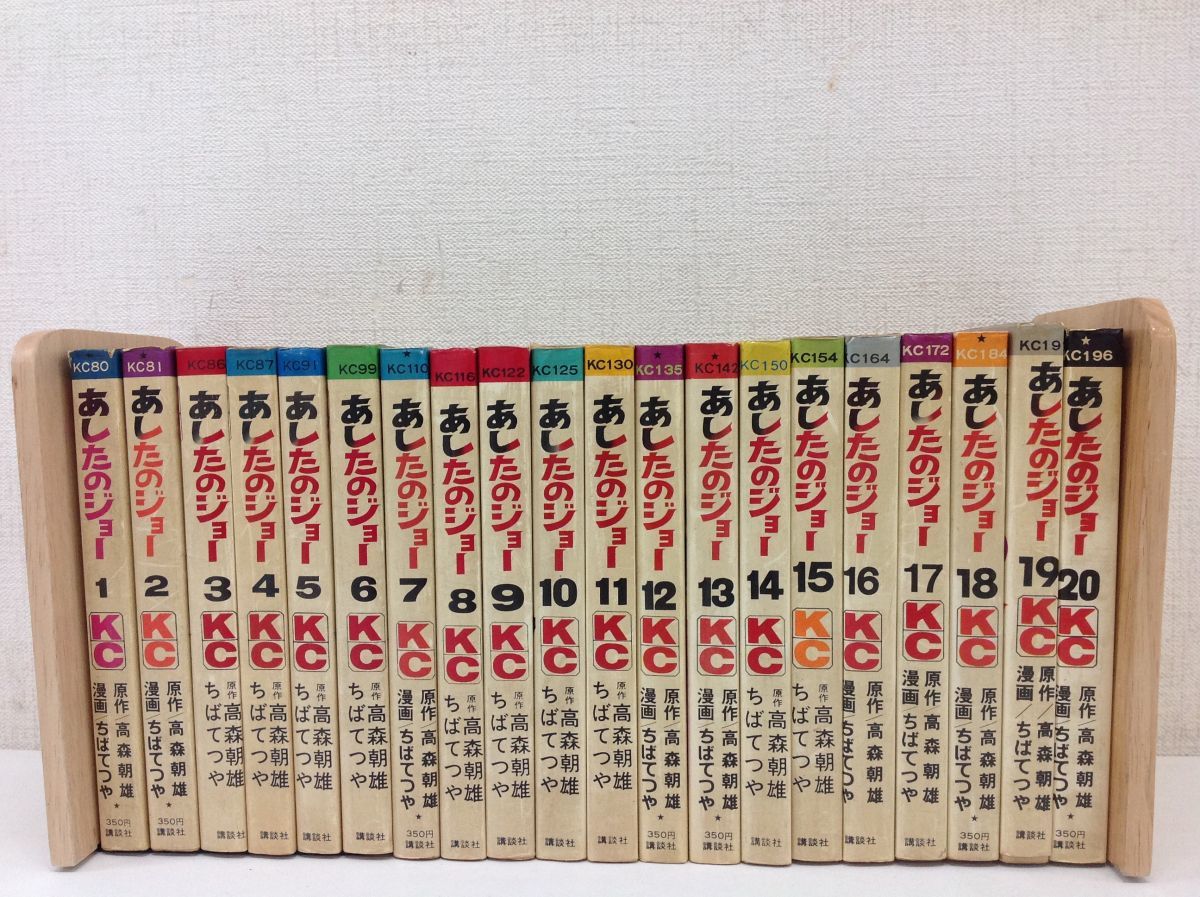 KC80
あしたのジョー
1
KC
原作/高森朝雄
漫画/ちばてつや
350円
講談社
KC81
あしたのジョー
2
KC
原作/高森朝雄
漫画/ちばてつや
350円
講談社
KC86
あしたのジョー
3
KC
原作 高森朝雄
ちばてつや
講談社
KC87
あしたのジョー
4
KC
原作 高森朝雄
ちばてつや
講談社
KC91
あしたのジョー
5
KC
原作 高森朝雄
ちばてつや
講談社
KC99
あしたのジョー
6
KC
原作 高森朝雄
ちばてつや
講談社
KC110
あしたのジョー
7
KC
原作/高森朝雄
漫画/ちばてつや
350円
講談社
KC116
あしたのジョー
8
KC
原作 高森朝雄
ちばてつや
講談社
KC122
あしたのジョー
9
KC
原作 高森朝雄
ちばてつや
講談社
KC125
あしたのジョー
10
KC
原作 高森朝雄
ちばてつや
講談社
KC130
あしたのジョー
11
KC
原作 高森朝雄
ちばてつや
講談社
KC135
あしたのジョー
12
KC
原作/高森朝雄
漫画/ちばてつや
350円
講談社
KC142
あしたのジョー
13
KC
原作/高森朝雄
漫画/ちばてつや
350円
講談社
KC150
あしたのジョー
14
KC
原作 高森朝雄
ちばてつや
講談社
KC154
あしたのジョー
15
KC
原作 高森朝雄
ちばてつや
講談社
KC164
あしたのジョー
16
KC
原作/高森朝雄
漫画/ちばてつや
講談社
KC172
あしたのジョー
17
KC
原作/高森朝雄
漫画/ちばてつや
講談社
KC184
あしたのジョー
18
KC
原作/高森朝雄
漫画/ちばてつや
350円
講談社
KC19
あしたのジョー
19
KC
原作/高森朝雄
漫画/ちばてつや
講談社
KC196
あしたのジョー
20
KC
原作/高森朝雄
漫画/ちばてつや
350円
講談社